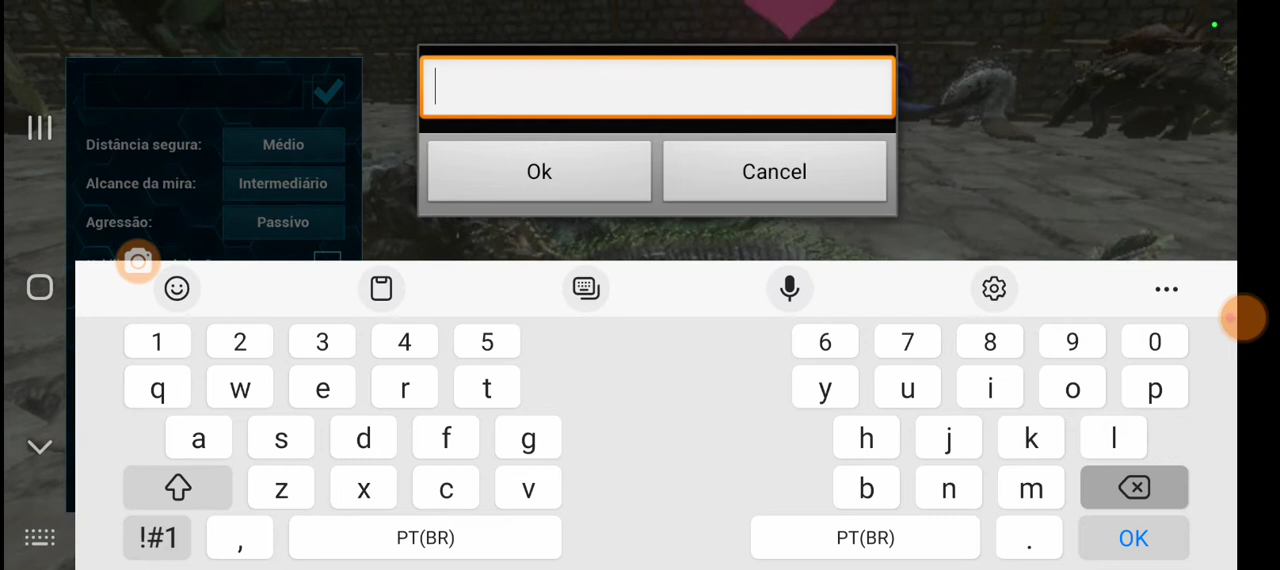 Distância segura: Médio
Alcance da mira: Intermediário
Agressão: Passivo
Ok Cancel
1 2 3 4 5 6 7 8 9 0
q w e r t y u i o p
a s d f g h j k l
z x c v b n m
!#1 , PT(BR) PT(BR) . OK